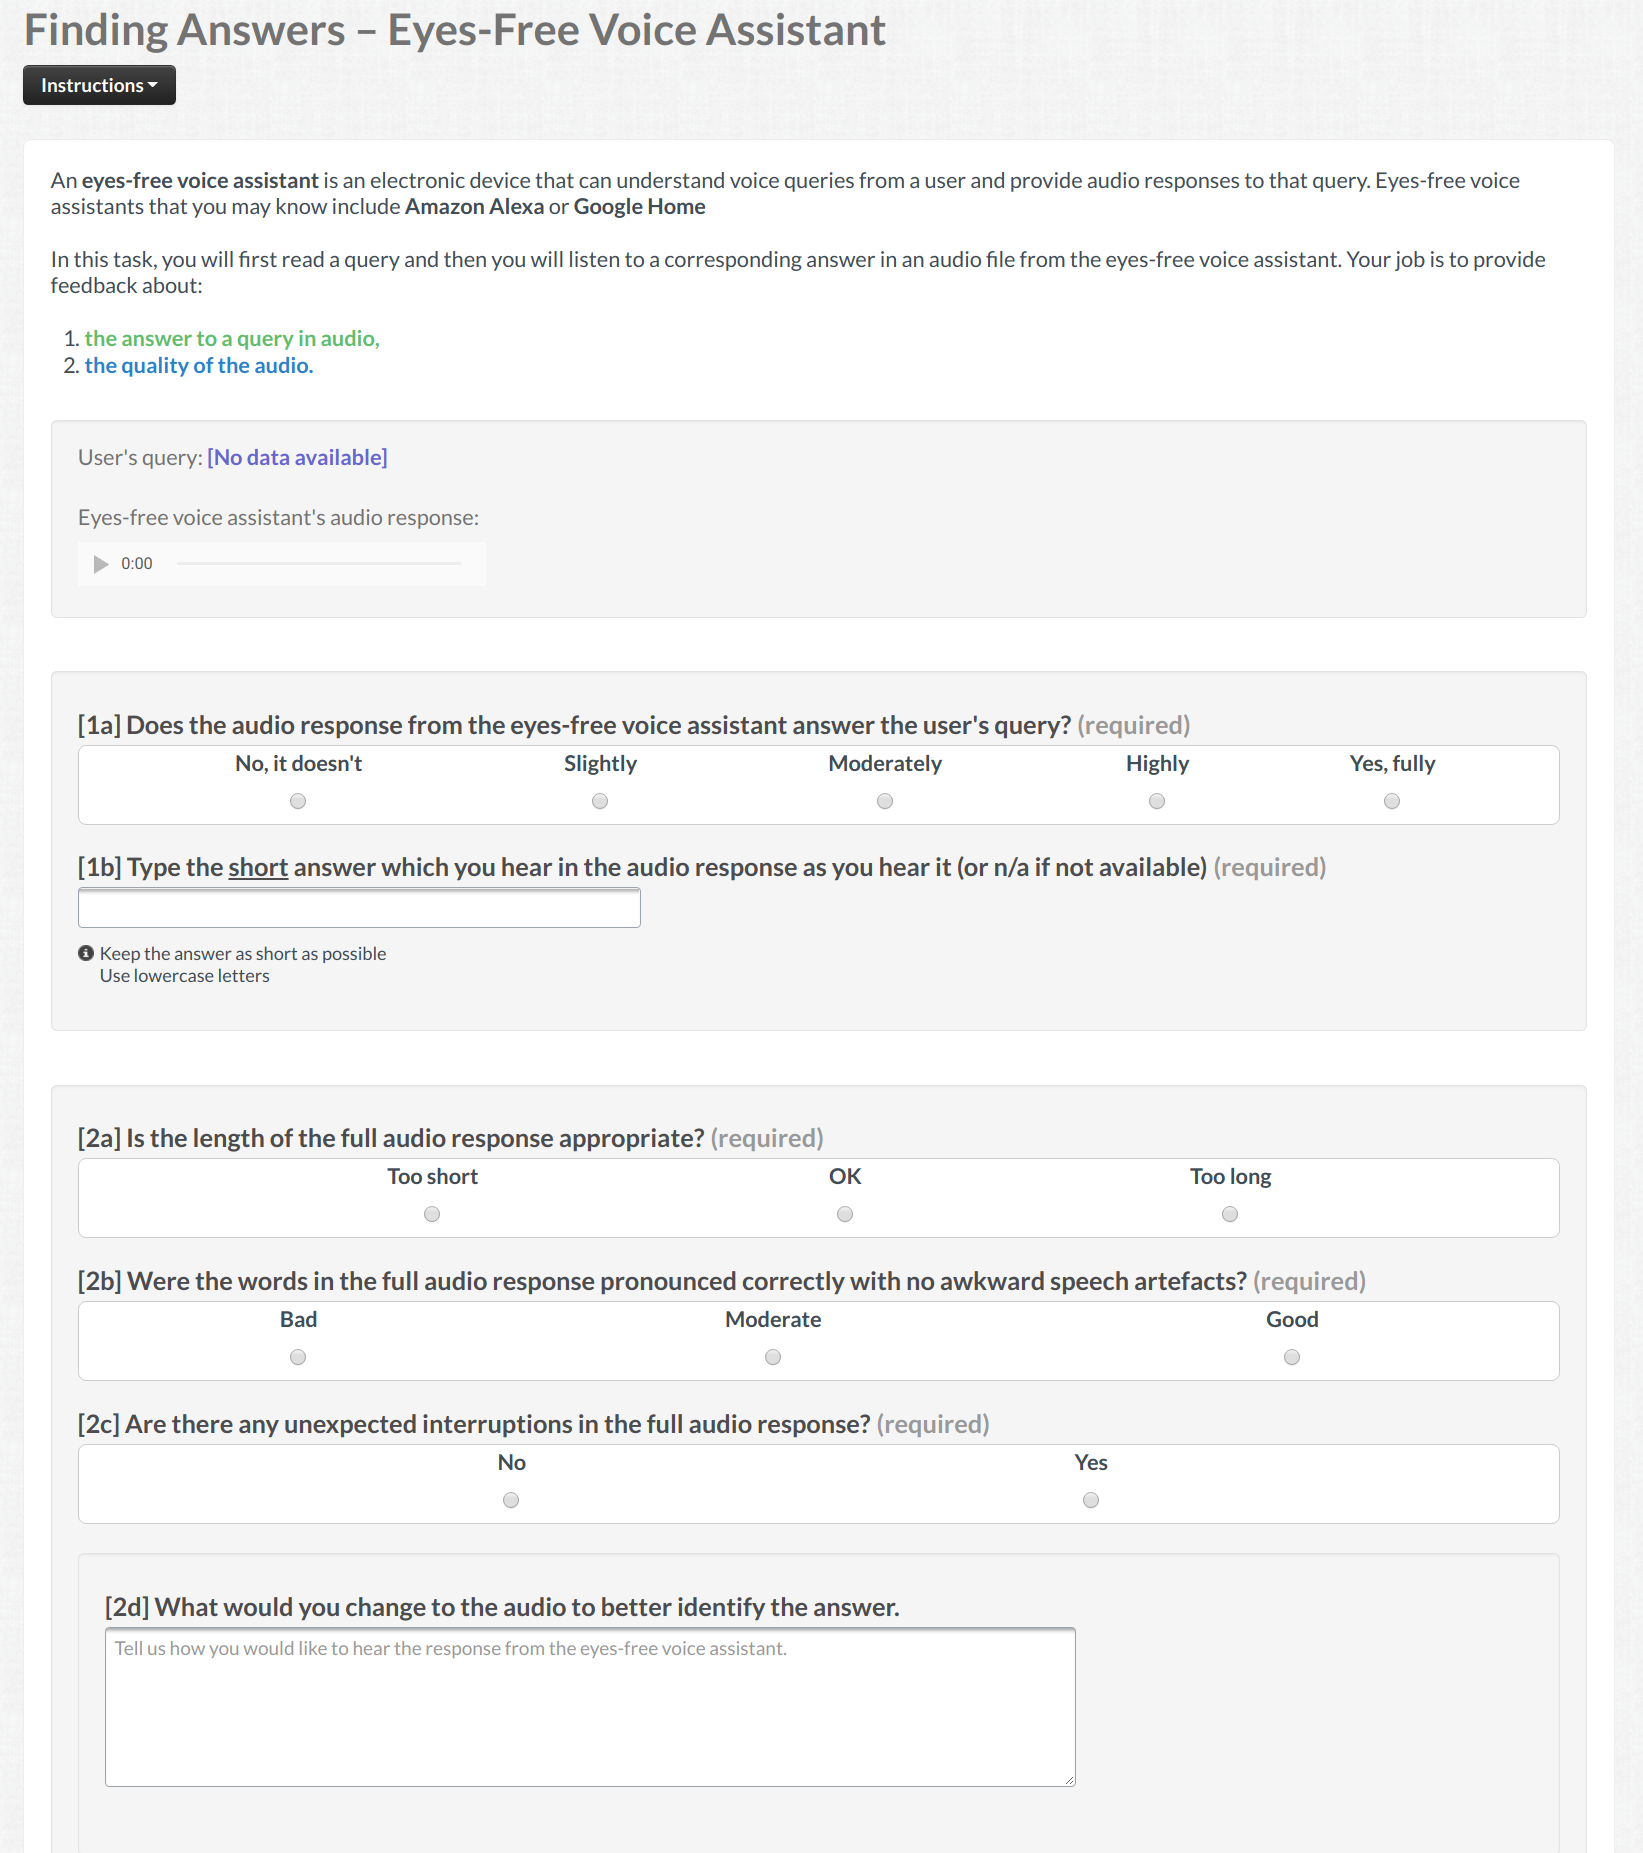 Finding Answers – Eyes-Free Voice Assistant
Instructions
An eyes-free voice assistant is an electronic device that can understand voice queries from a user and provide audio responses to that query. Eyes-free voice
assistants that you may know include Amazon Alexa or Google Home
In this task, you will first read a query and then you will listen to a corresponding answer in an audio file from the eyes-free voice assistant. Your job is to provide
feedback about:
1. the answer to a query in audio,
2. the quality of the audio.
User's query: [No data available]
Eyes-free voice assistant's audio response:
0:00
[1a] Does the audio response from the eyes-free voice assistant answer the user's query? (required)
No, it doesn't Slightly Moderately Highly Yes, fully
[1b] Type the short answer which you hear in the audio response as you hear it (or n/a if not available) (required)
Keep the answer as short as possible
Use lowercase letters
[2a] Is the length of the full audio response appropriate? (required)
Too short OK Too long
[2b] Were the words in the full audio response pronounced correctly with no awkward speech artefacts? (required)
Bad Moderate Good
[2c] Are there any unexpected interruptions in the full audio response? (required)
No Yes
[2d] What would you change to the audio to better identify the answer.
Tell us how you would like to hear the response from the eyes-free voice assistant.